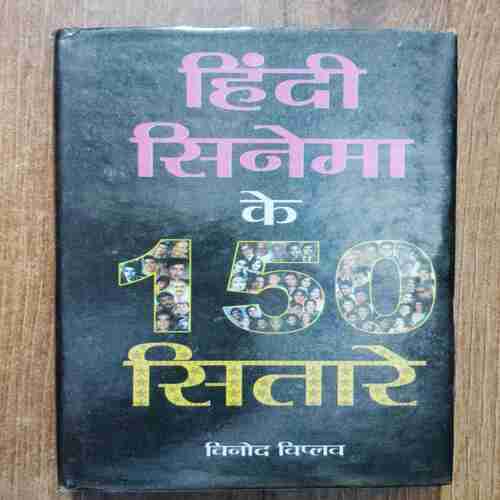 हिंदी
सिनेमा
के
150
सितारे
विनोद विप्लव